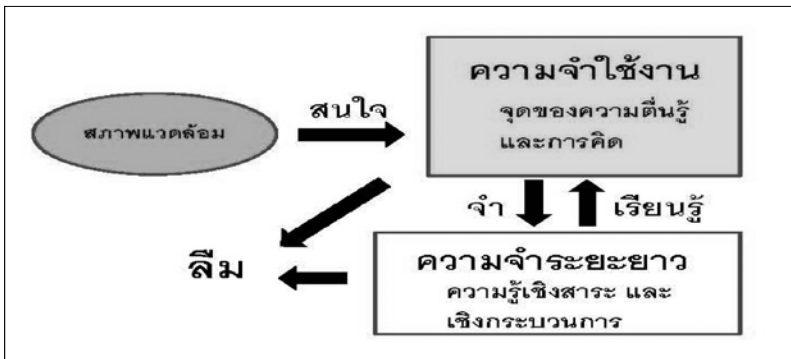 ความจำใช้งาน
จุดของความตื่นรู้
และการคิด
สนใจ
สภาพแวดล้อม
จำ
เรียนรู้
ลืม
ความจำระยะยาว
ความรู้เชิงสาระ และ
เชิงกระบวนการ